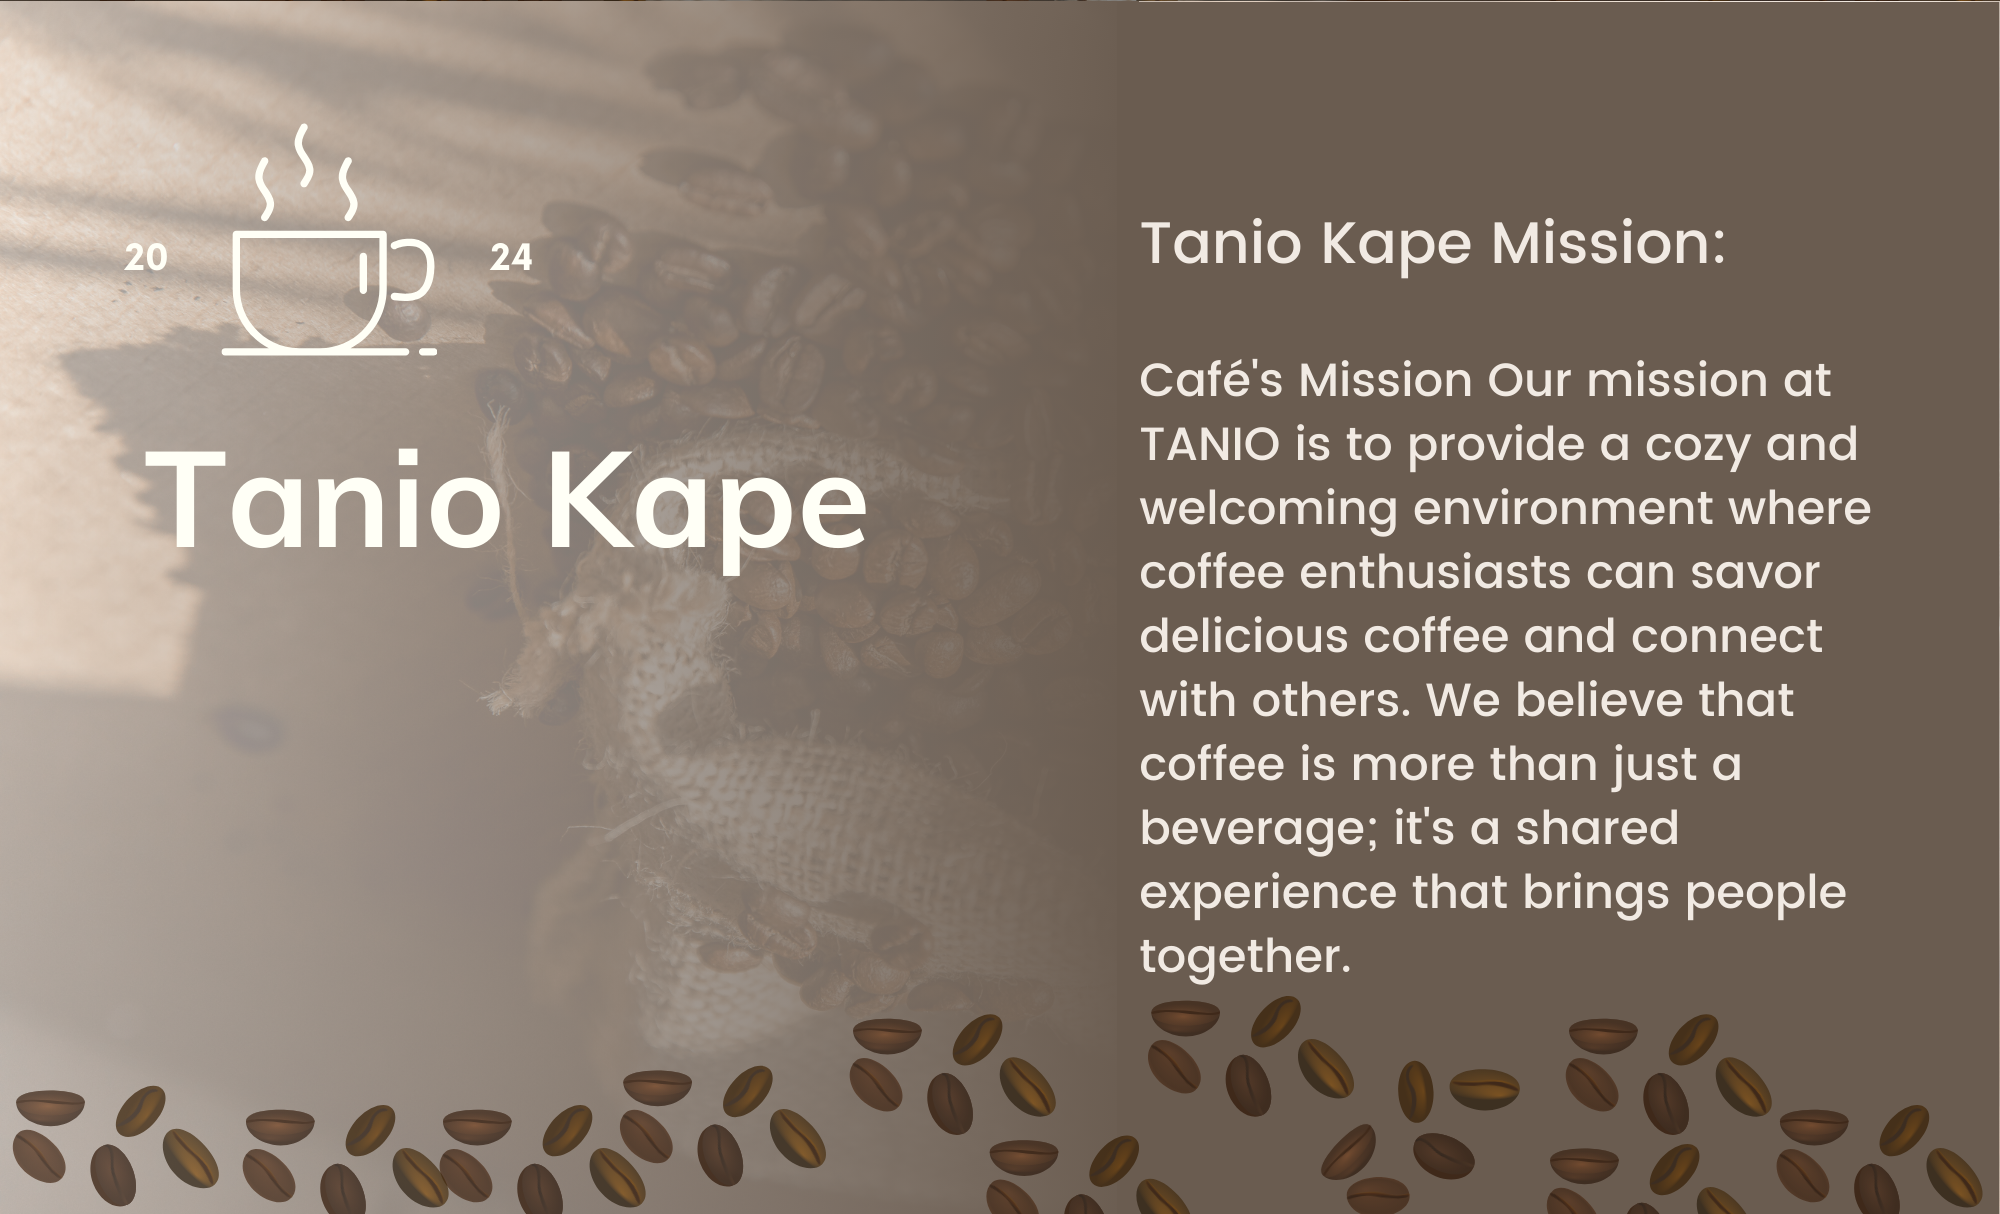 20 24
Tanio Kape
Tanio Kape Mission:
Café's Mission Our mission at
TANIO is to provide a cozy and
welcoming environment where
coffee enthusiasts can savor
delicious coffee and connect
with others. We believe that
coffee is more than just a
beverage; it's a shared
experience that brings people
together.